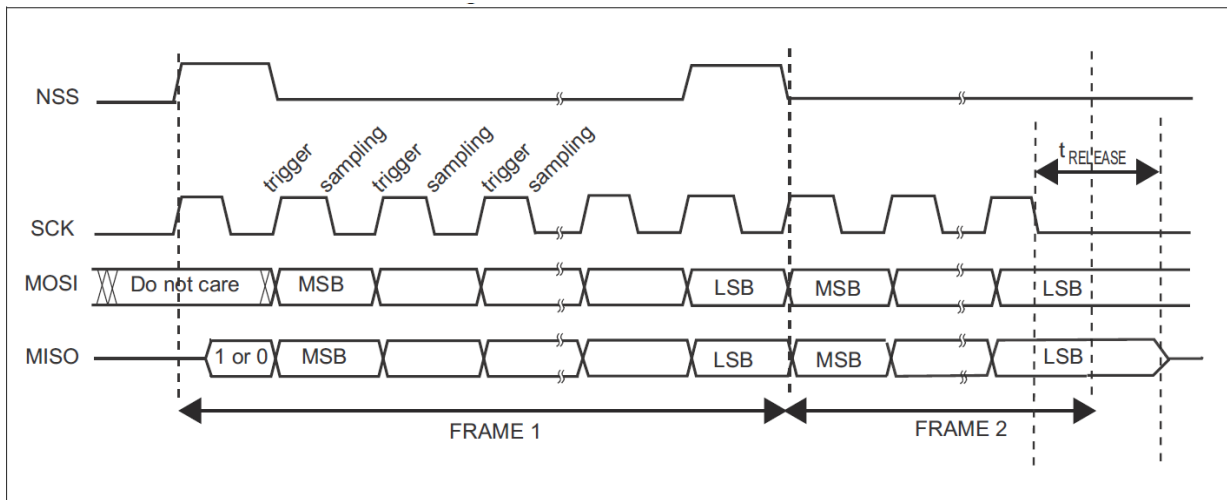 NSS
trigger
sampling
trigger
sampling
trigger
sampling
t RELEASE
SCK
MOSI
Do not care
MSB
LSB
MSB
LSB
MISO
1 or 0
MSB
LSB
MSB
LSB
FRAME 1
FRAME 2